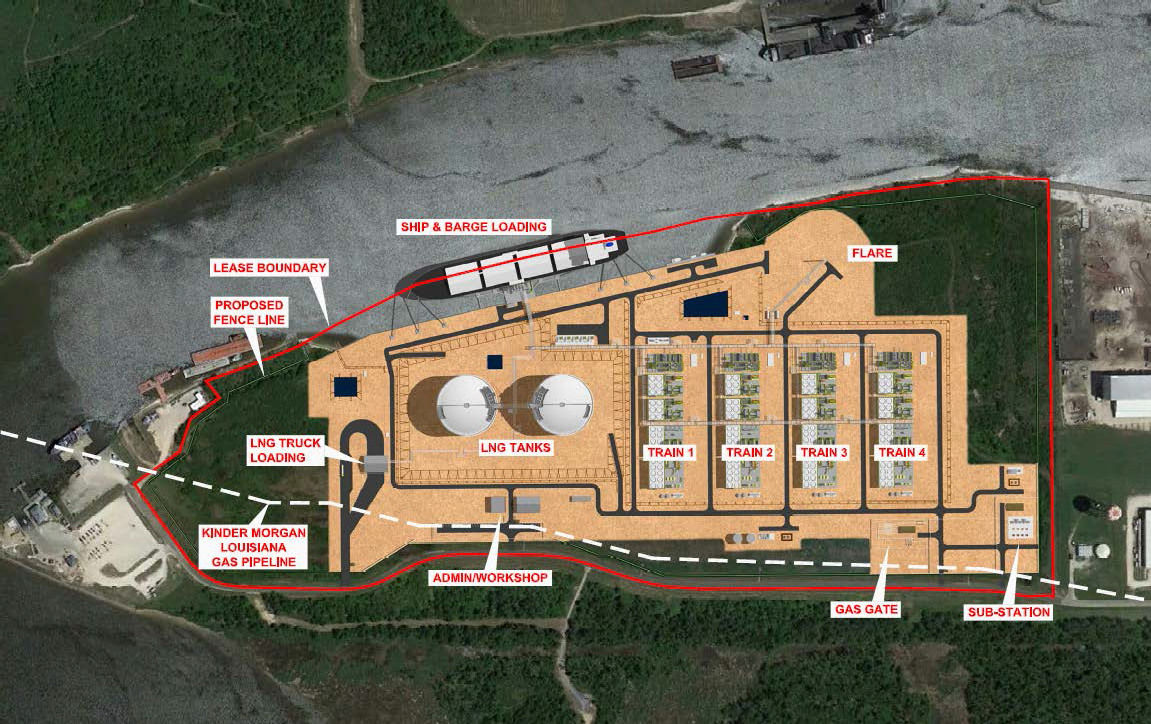 SHIP & BARGE LOADING
FLARE
LEASE BOUNDARY
PROPOSED
FENCE LINE
LNG TRUCK
LOADING
LNG TANKS
TRAIN 1
TRAIN 2
TRAIN 3
TRAIN 4
KINDER MORGAN
LOUISIANA
GAS PIPELINE
ADMIN/WORKSHOP
GAS GATE
SUB-STATION